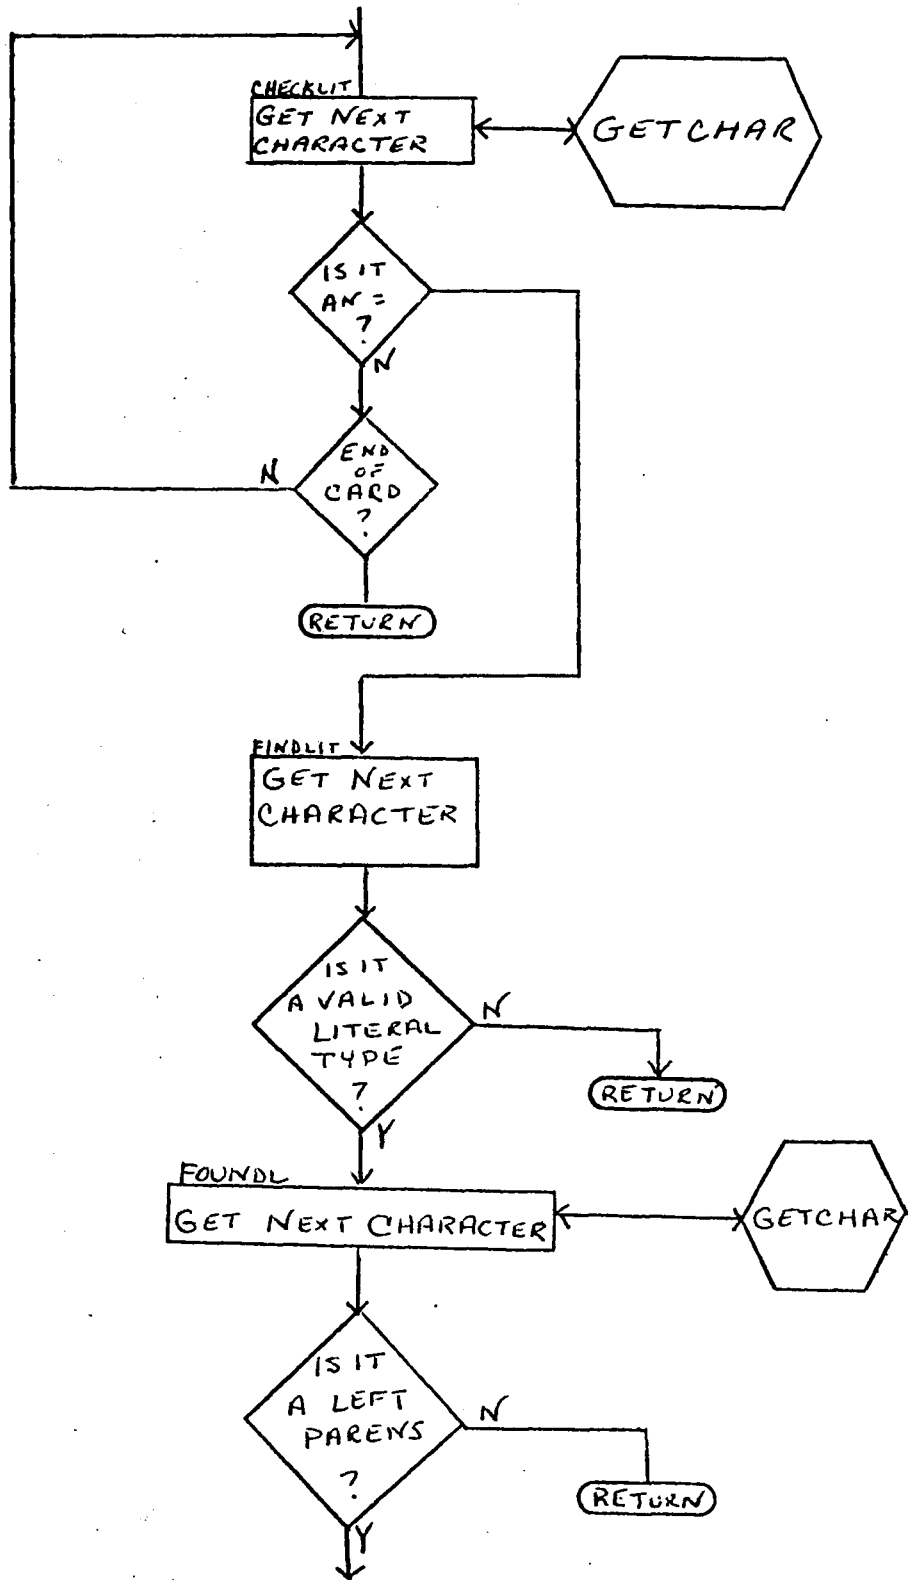 CHECKLIT
GET NEXT
CHARACTER
GETCHAR
IS IT
AN =
?
N
END
OF
CARD
?
N
RETURN
FINDLIT
GET NEXT
CHARACTER
IS IT
A VALID
LITERAL
TYPE
?
N
RETURN
Y
FOUNDL
GET NEXT CHARACTER
GETCHAR
IS IT
A LEFT
PARENS
?
N
RETURN
Y